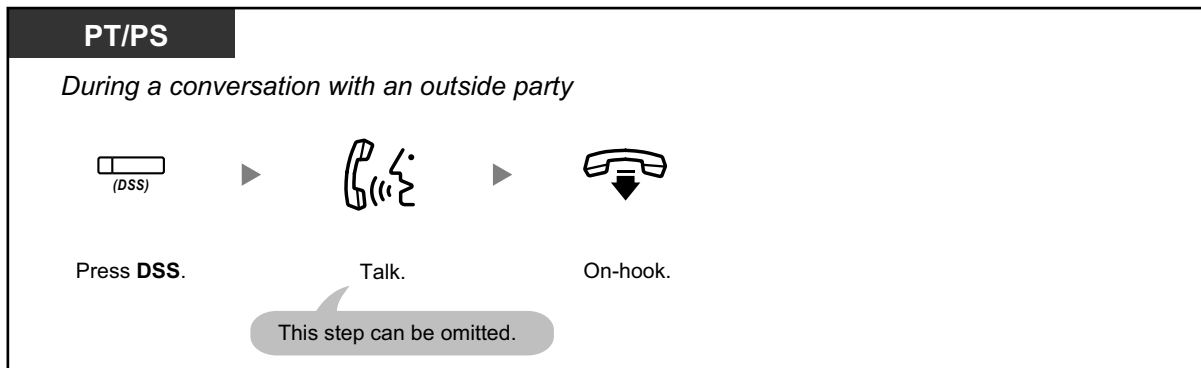 PT/PS
During a conversation with an outside party
(DSS)
Press DSS.
Talk.
On-hook.
This step can be omitted.